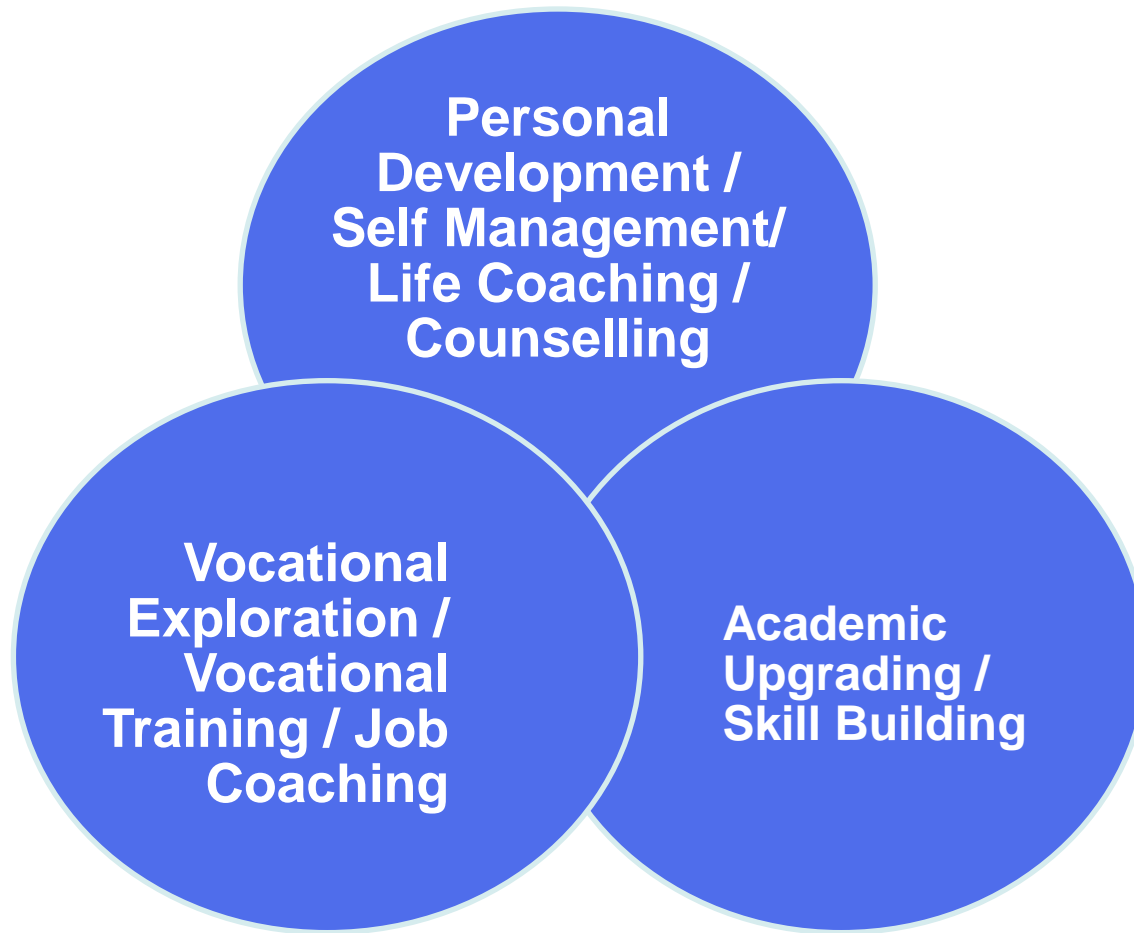 Personal
Development /
Self Management/
Life Coaching /
Counselling
Vocational
Exploration /
Vocational
Training / Job
Coaching
Academic
Upgrading /
Skill Building